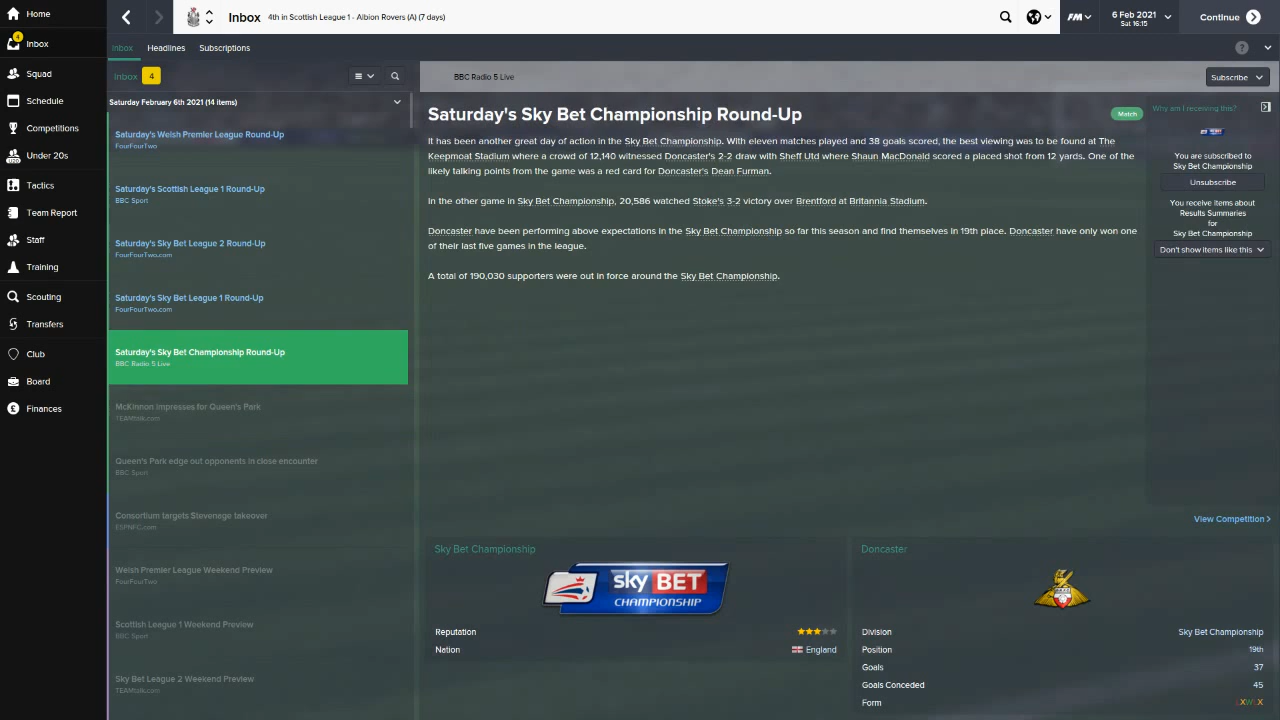 Home
4
Inbox
Squad
Schedule
Competitions
Under 20s
Tactics
Team Report
Staff
Training
Scouting
Transfers
Club
Board
Finances
Inbox 4th in Scottish League 1 - Albion Rovers (A) (7 days)
FM
6 Feb 2021
Sat 16:15
Continue
Inbox Headlines Subscriptions
?
Inbox 4
Saturday February 6th 2021 (14 items)
Saturday's Welsh Premier League Round-Up
FourFourTwo
Saturday's Scottish League 1 Round-Up
BBC Sport
Saturday's Sky Bet League 2 Round-Up
FourFourTwo.com
Saturday's Sky Bet League 1 Round-Up
FourFourTwo.com
Saturday's Sky Bet Championship Round-Up
BBC Radio 5 Live
McKinnon impresses for Queen's Park
TEAMtalk.com
Queen's Park edge out opponents in close encounter
BBC Sport
Consortium targets Stevenage takeover
ESPNFC.com
Welsh Premier League Weekend Preview
FourFourTwo
Scottish League 1 Weekend Preview
BBC Sport
Sky Bet League 2 Weekend Preview
TEAMtalk.com
BBC Radio 5 Live
Subscribe
Saturday's Sky Bet Championship Round-Up
Match
It has been another great day of action in the Sky Bet Championship. With eleven matches played and 38 goals scored, the best viewing was to be found at The
Keepmoat Stadium where a crowd of 12,140 witnessed Doncaster's 2-2 draw with Sheff Utd where Shaun MacDonald scored a placed shot from 12 yards. One of the
likely talking points from the game was a red card for Doncaster's Dean Furman.
In the other game in Sky Bet Championship, 20,586 watched Stoke's 3-2 victory over Brentford at Britannia Stadium.
Doncaster have been performing above expectations in the Sky Bet Championship so far this season and find themselves in 19th place. Doncaster have only won one
of their last five games in the league.
A total of 190,030 supporters were out in force around the Sky Bet Championship.
Why am I receiving this?
You are subscribed to
Sky Bet Championship
Unsubscribe
You receive items about
Results Summaries
for
Sky Bet Championship
Don't show items like this
View Competition
Sky Bet Championship
sky BET
CHAMPIONSHIP
Reputation
Nation England
Doncaster
Division Sky Bet Championship
Position 19th
Goals 37
Goals Conceded 45
Form LXWLX